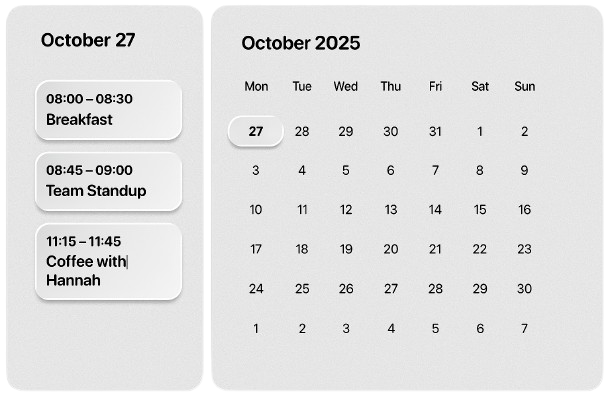 October 27
08:00 – 08:30
Breakfast
08:45 – 09:00
Team Standup
11:15 – 11:45
Coffee with
Hannah
October 2025
Mon Tue Wed Thu Fri Sat Sun
27 28 29 30 31 1 2
3 4 5 6 7 8 9
10 11 12 13 14 15 16
17 18 19 20 21 22 23
24 25 26 27 28 29 30
1 2 3 4 5 6 7